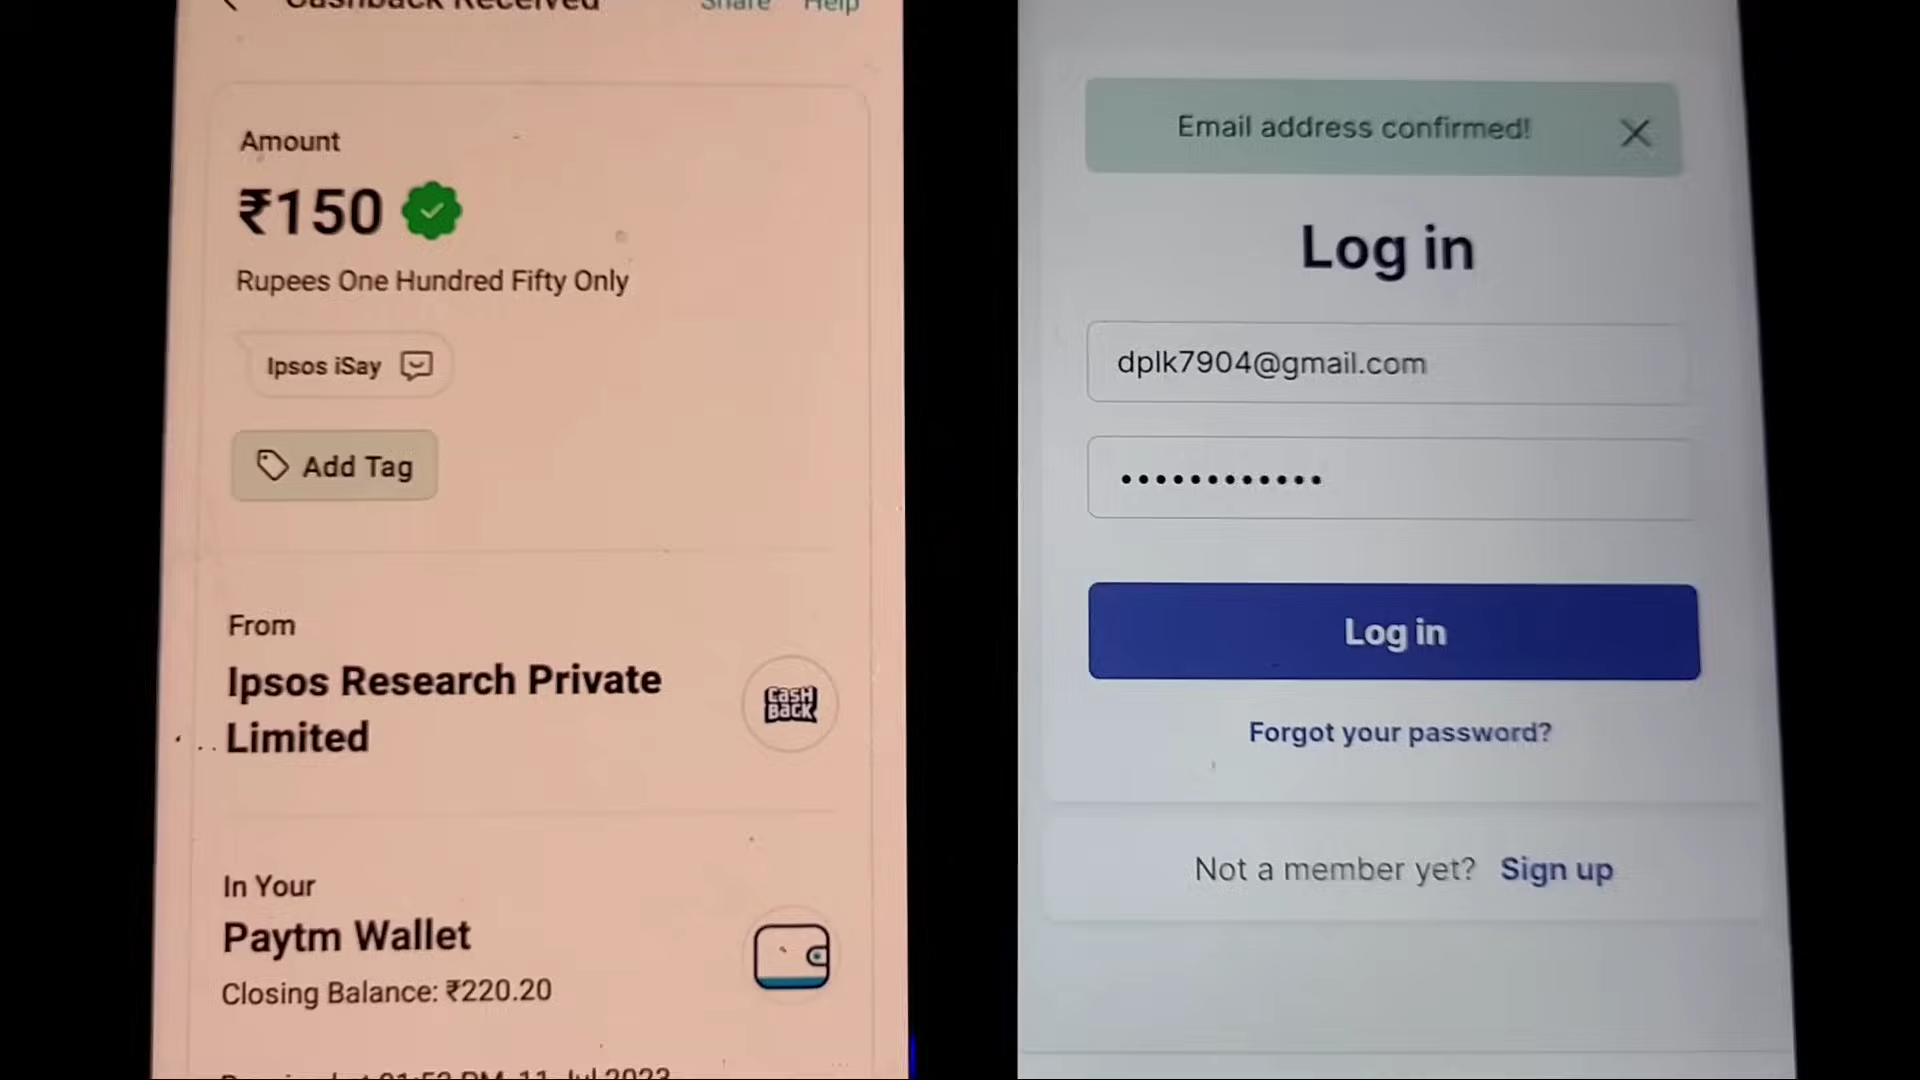 Cashback Received Share Help
Amount
₹150
Rupees One Hundred Fifty Only
Ipsos iSay
Add Tag
From
Ipsos Research Private
Limited
CASH
BACK
In Your
Paytm Wallet
Closing Balance: ₹220.20
Email address confirmed!
Log in
dplk7904@gmail.com
••••••••••••
Log in
Forgot your password?
Not a member yet? Sign up